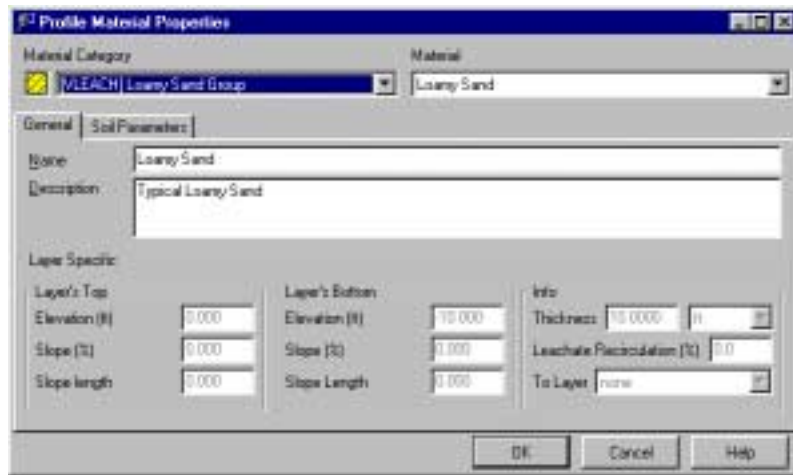 Profile Material Properties
Material Category
Material
[VLEACH] Loamy Sand Group
Loamy Sand
General
Soil Parameters
Name
Loamy Sand
Description
Typical Loamy Sand
Layer Specific
Layer's Top
Layer's Bottom
Info
Elevation (ft)
0.000
Elevation (ft)
-10.000
Thickness
10.0000
Slope (%)
0.000
Slope (%)
0.000
Leachate Recirculation (%)
0.0
Slope length
0.000
Slope Length
0.000
To Layer
none
OK
Cancel
Help